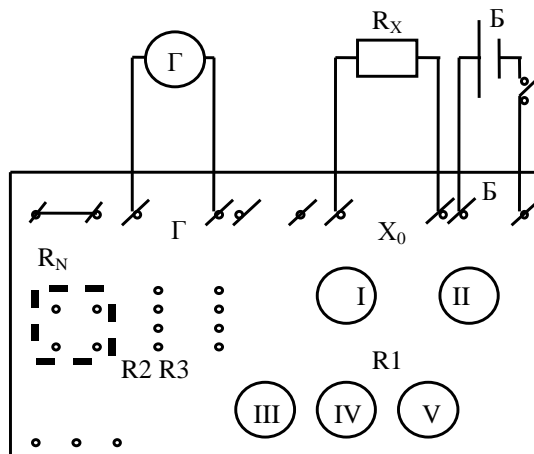 Б
R_X
Г
Б
Г X_0
R_N
I II
R2 R3 R1
III IV V